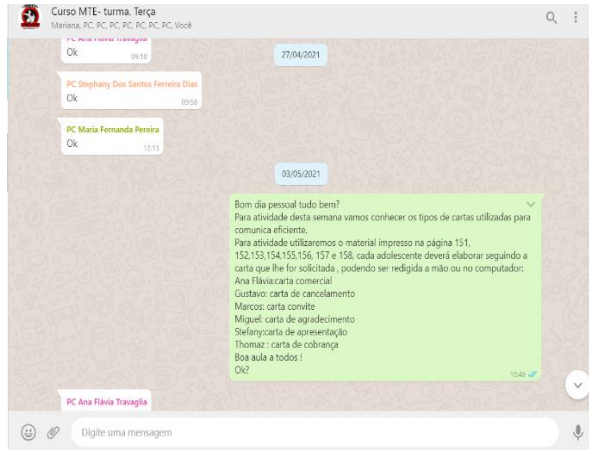 Curso MTE- turma. Terça
Mariana, PC, PC, PC, PC, PC, PC, Você
PC Ana Flávia Travaglia
Ok
09:18
27/04/2021
PC Stephany Dos Santos Ferreira Dias
Ok
09:58
PC Maria Fernanda Pereira
Ok
12:13
03/05/2021
Bom dia pessoal tudo bem?
Para atividade desta semana vamos conhecer os tipos de cartas utilizadas para
comunica eficiente.
Para atividade utilizaremos o material impresso na página 151,
152,153,154,155,156, 157 e 158, cada adolescente deverá elaborar seguindo a
carta que lhe for solicitada , podendo ser redigida a mão ou no computador:
Ana Flávia:carta comercial
Gustavo: carta de cancelamento
Marcos: carta convite
Miguel: carta de agradecimento
Stefany:carta de apresentação
Thomaz : carta de cobrança
Boa aula a todos !
Ok?
10:49
PC Ana Flávia Travaglia
Digite uma mensagem